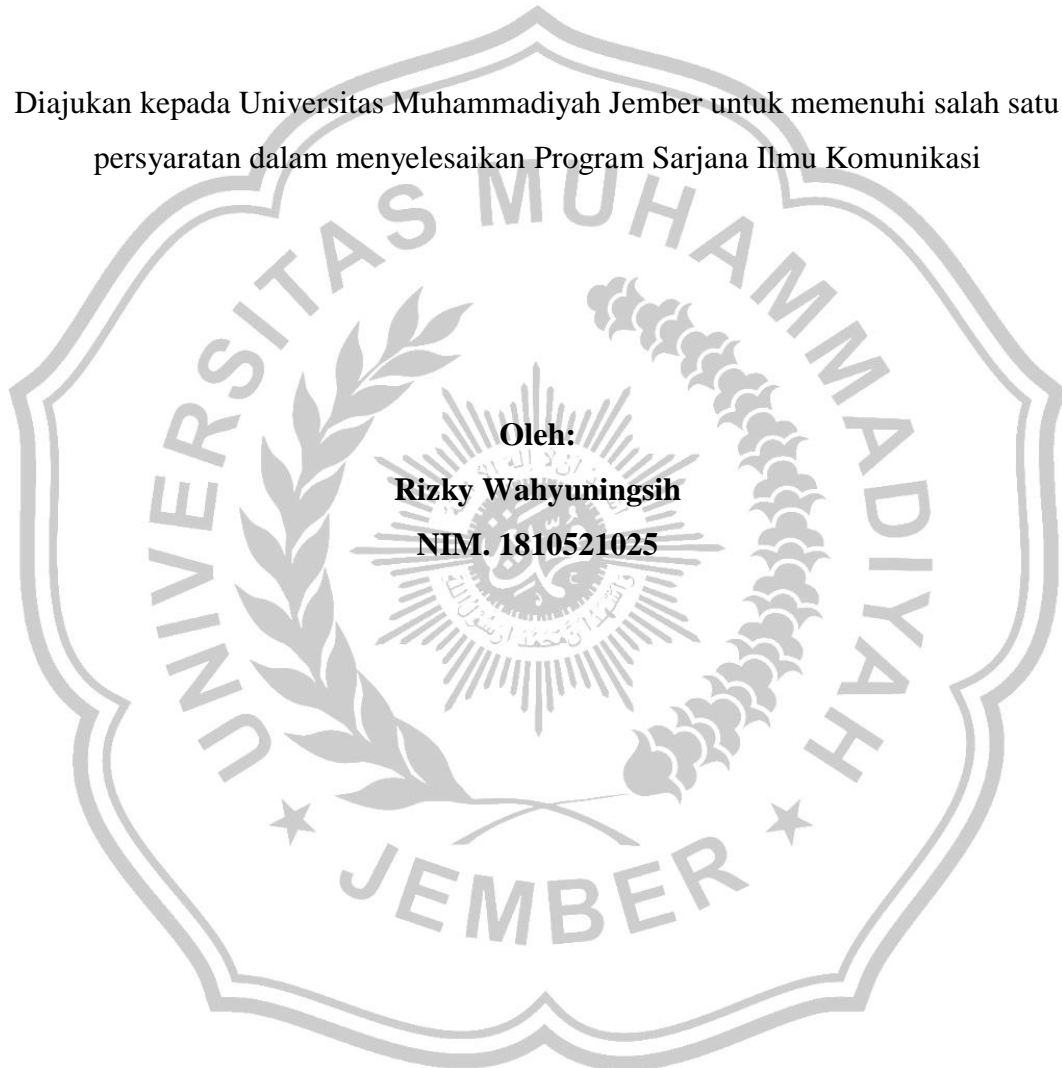 Diajukan kepada Universitas Muhammadiyah Jember untuk memenuhi salah satu
persyaratan dalam menyelesaikan Program Sarjana Ilmu Komunikasi
UNIVERSITAS MUHAMMADIYAH
Oleh:
Rizky Wahyuningsih
NIM. 1810521025
JEMBER